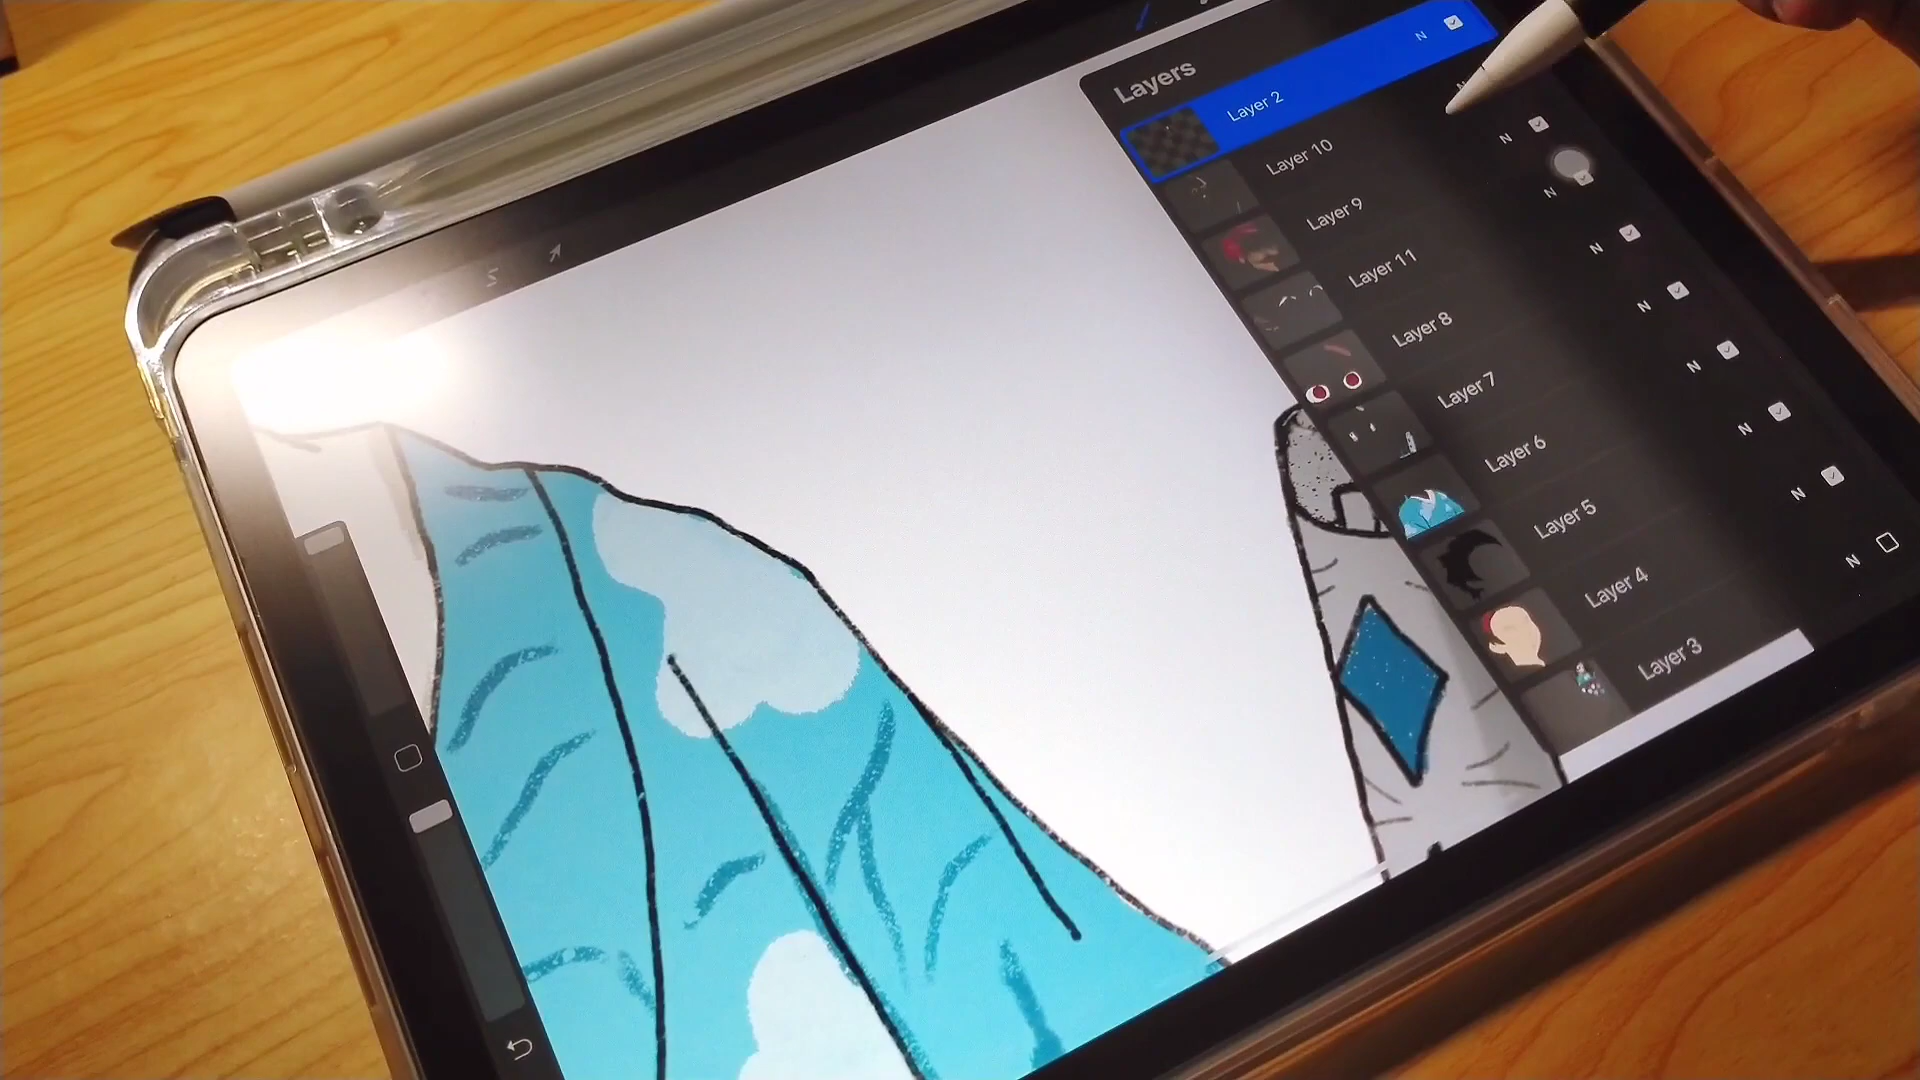 Layers
Layer 2
N
Layer 10
N
Layer 9
N
Layer 11
N
Layer 8
N
Layer 7
N
Layer 6
N
Layer 5
N
Layer 4
N
Layer 3
N